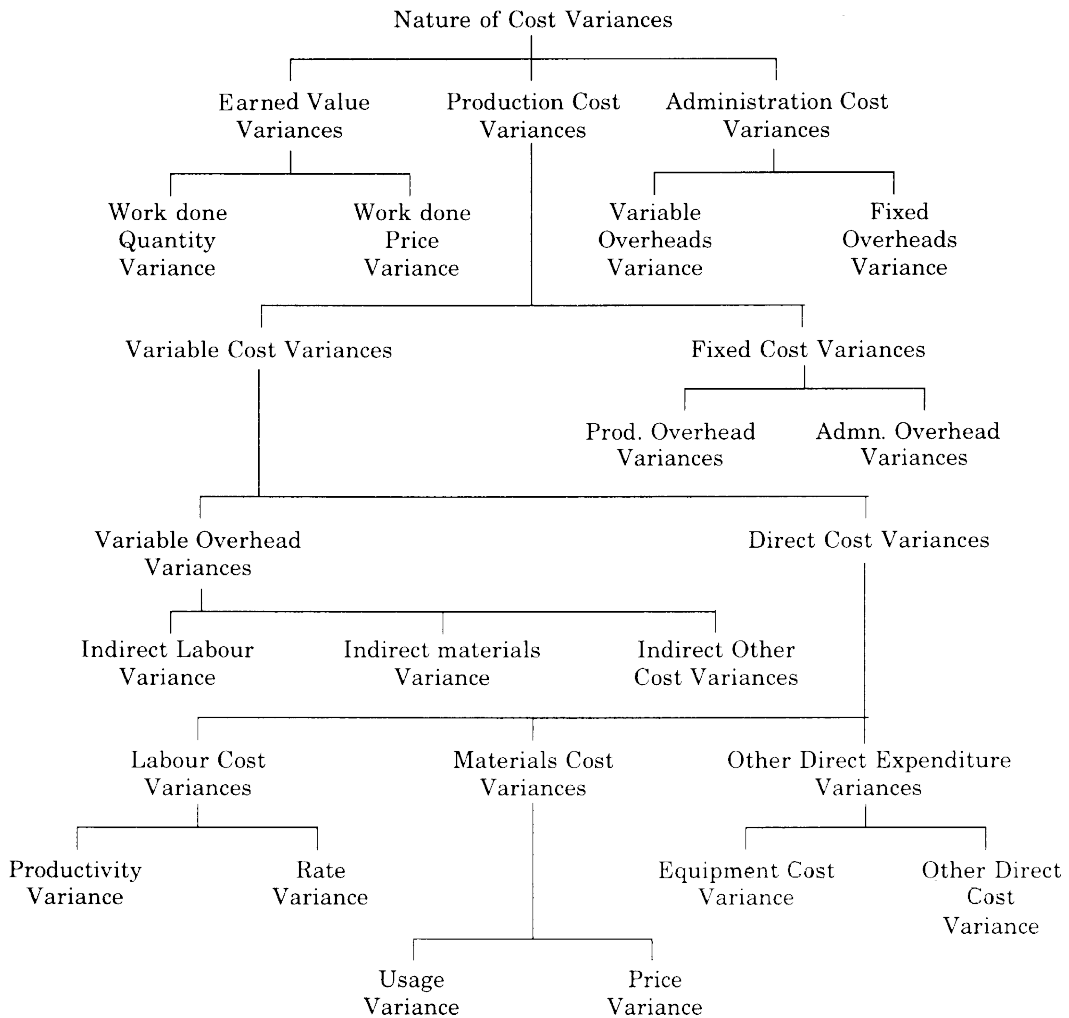 Nature of Cost Variances
Earned Value
Variances
Production Cost
Variances
Administration Cost
Variances
Work done
Quantity
Variance
Work done
Price
Variance
Variable
Overheads
Variance
Fixed
Overheads
Variance
Variable Cost Variances
Fixed Cost Variances
Prod. Overhead
Variances
Admn. Overhead
Variances
Variable Overhead
Variances
Direct Cost Variances
Indirect Labour
Variance
Indirect materials
Variance
Indirect Other
Cost Variances
Labour Cost
Variances
Materials Cost
Variances
Other Direct Expenditure
Variances
Productivity
Variance
Rate
Variance
Equipment Cost
Variance
Other Direct
Cost
Variance
Usage
Variance
Price
Variance